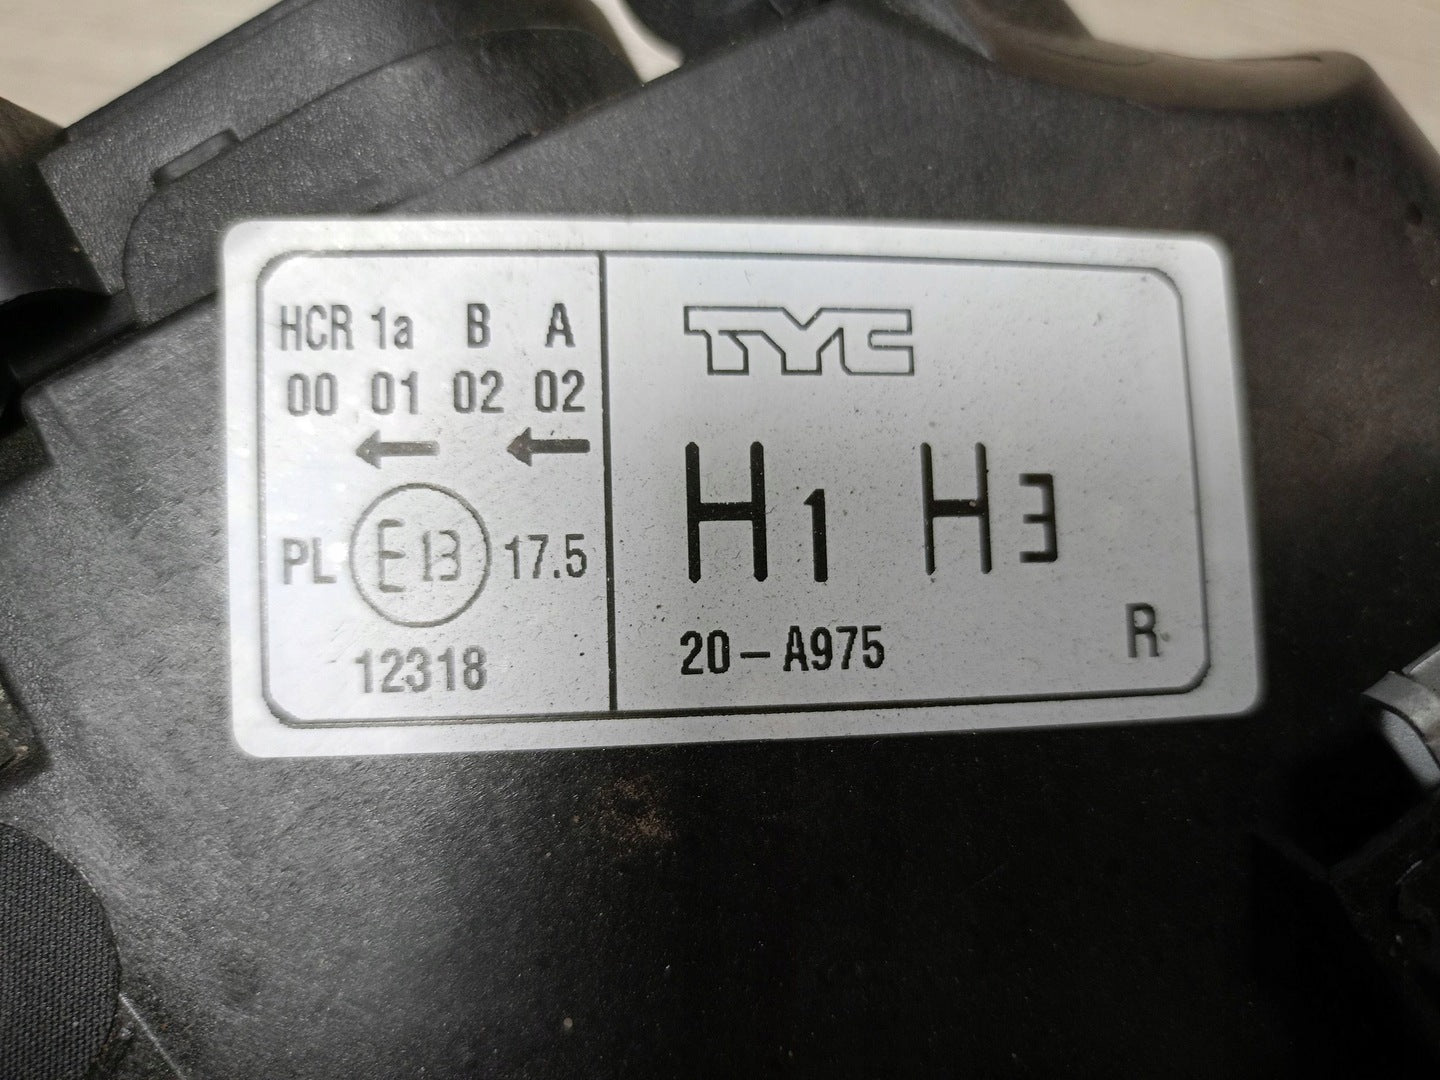 HCR 1a B A
00 01 02 02
← ←
PL E13 17.5
12318
TYC
H1 H3
20-A975
R